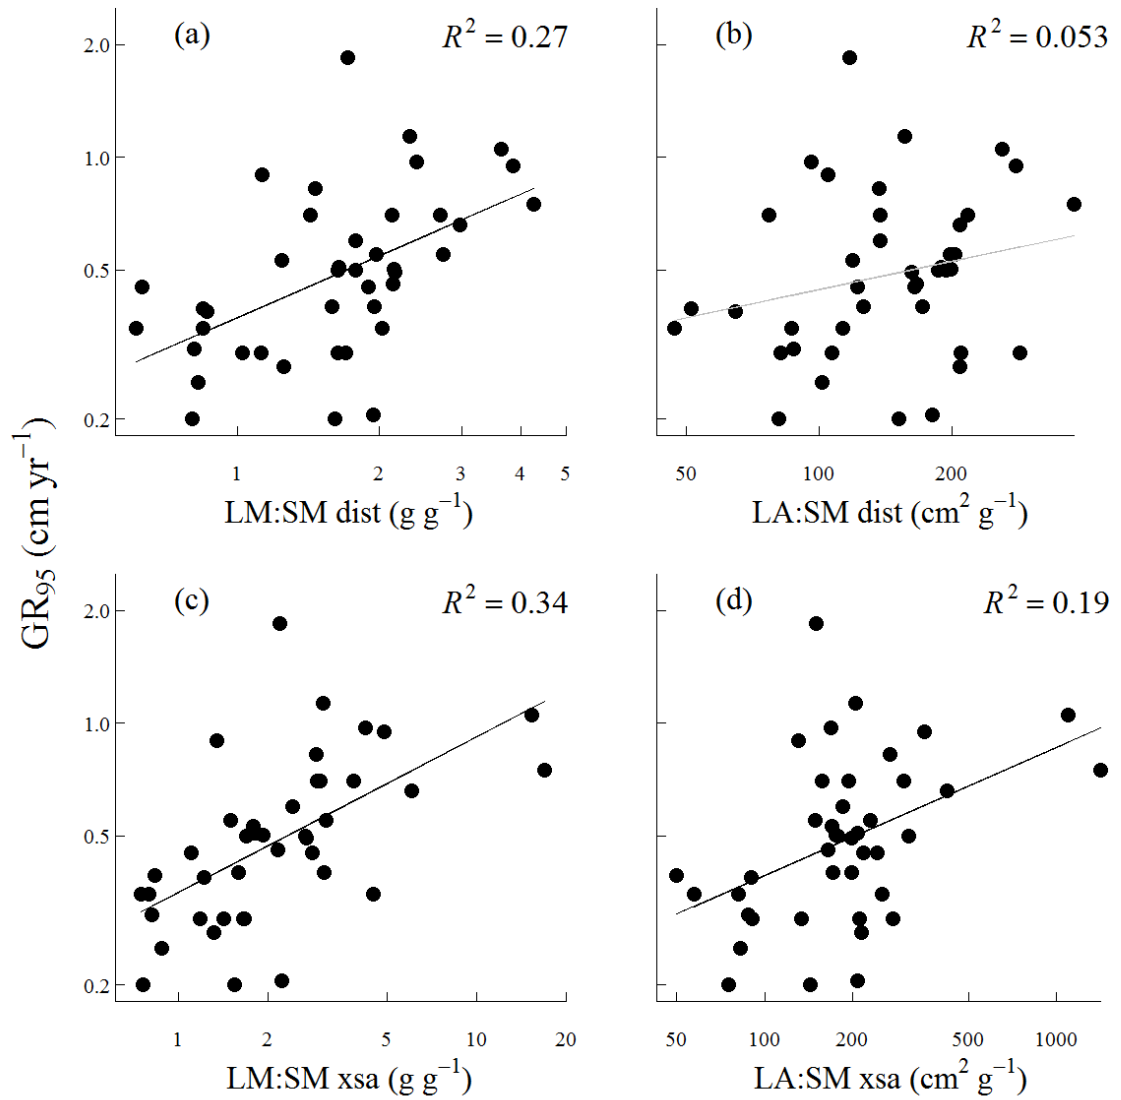 (a) R² = 0.27
2.0
1.0
0.5
0.2
1 2 3 4 5
LM:SM dist (g g⁻¹)
(b) R² = 0.053
50 100 200
LA:SM dist (cm² g⁻¹)
GR₉₅ (cm yr⁻¹)
(c) R² = 0.34
2.0
1.0
0.5
0.2
1 2 5 10 20
LM:SM xsa (g g⁻¹)
(d) R² = 0.19
50 100 200 500 1000
LA:SM xsa (cm² g⁻¹)